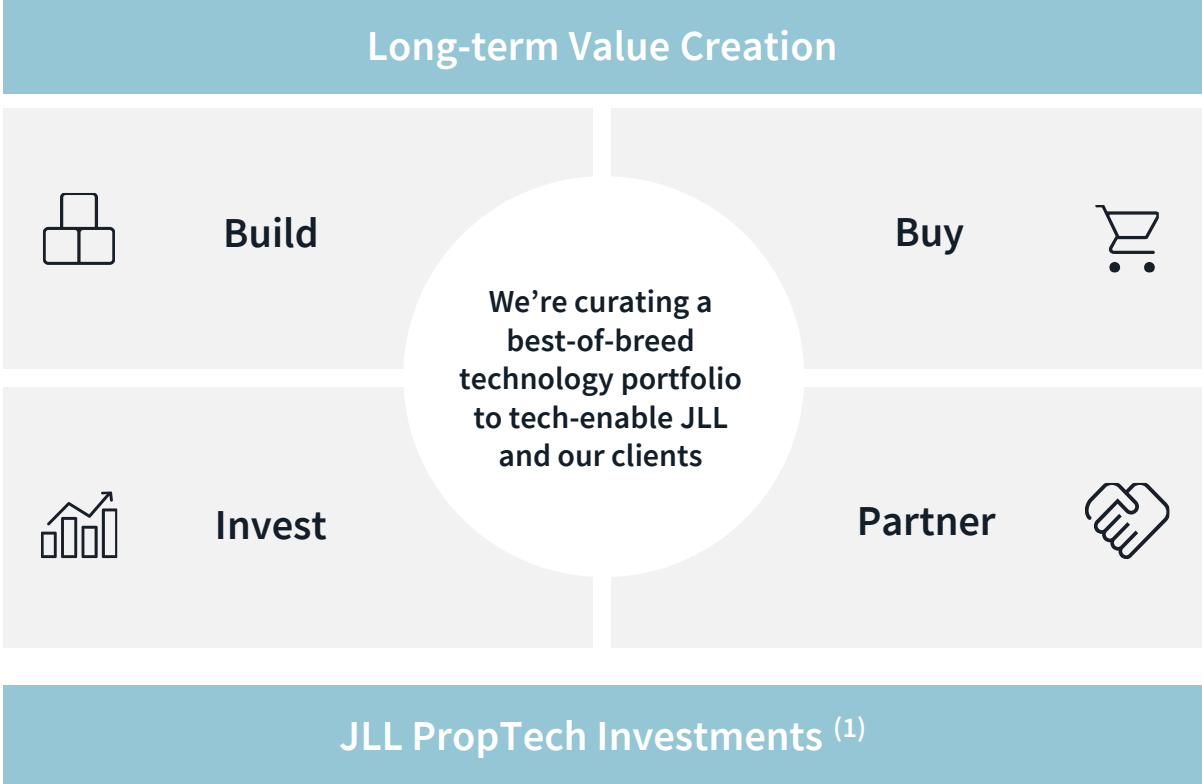 Long-term Value Creation
Build
Buy
We’re curating a
best-of-breed
technology portfolio
to tech-enable JLL
and our clients
Invest
Partner
JLL PropTech Investments (1)